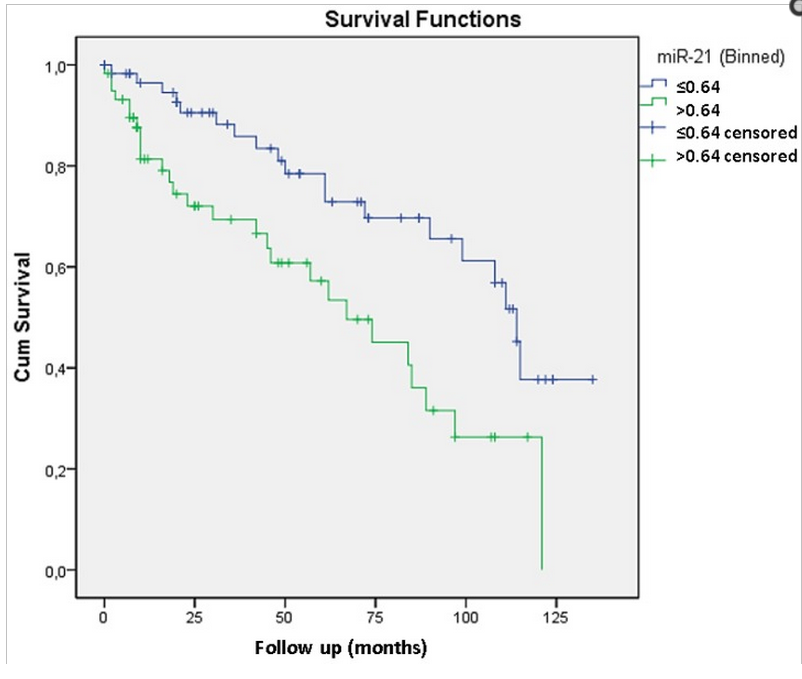 Survival Functions
miR-21 (Binned)
≤0.64
>0.64
≤0.64 censored
>0.64 censored
Cum Survival
1,0
0,8
0,6
0,4
0,2
0,0
0 25 50 75 100 125
Follow up (months)